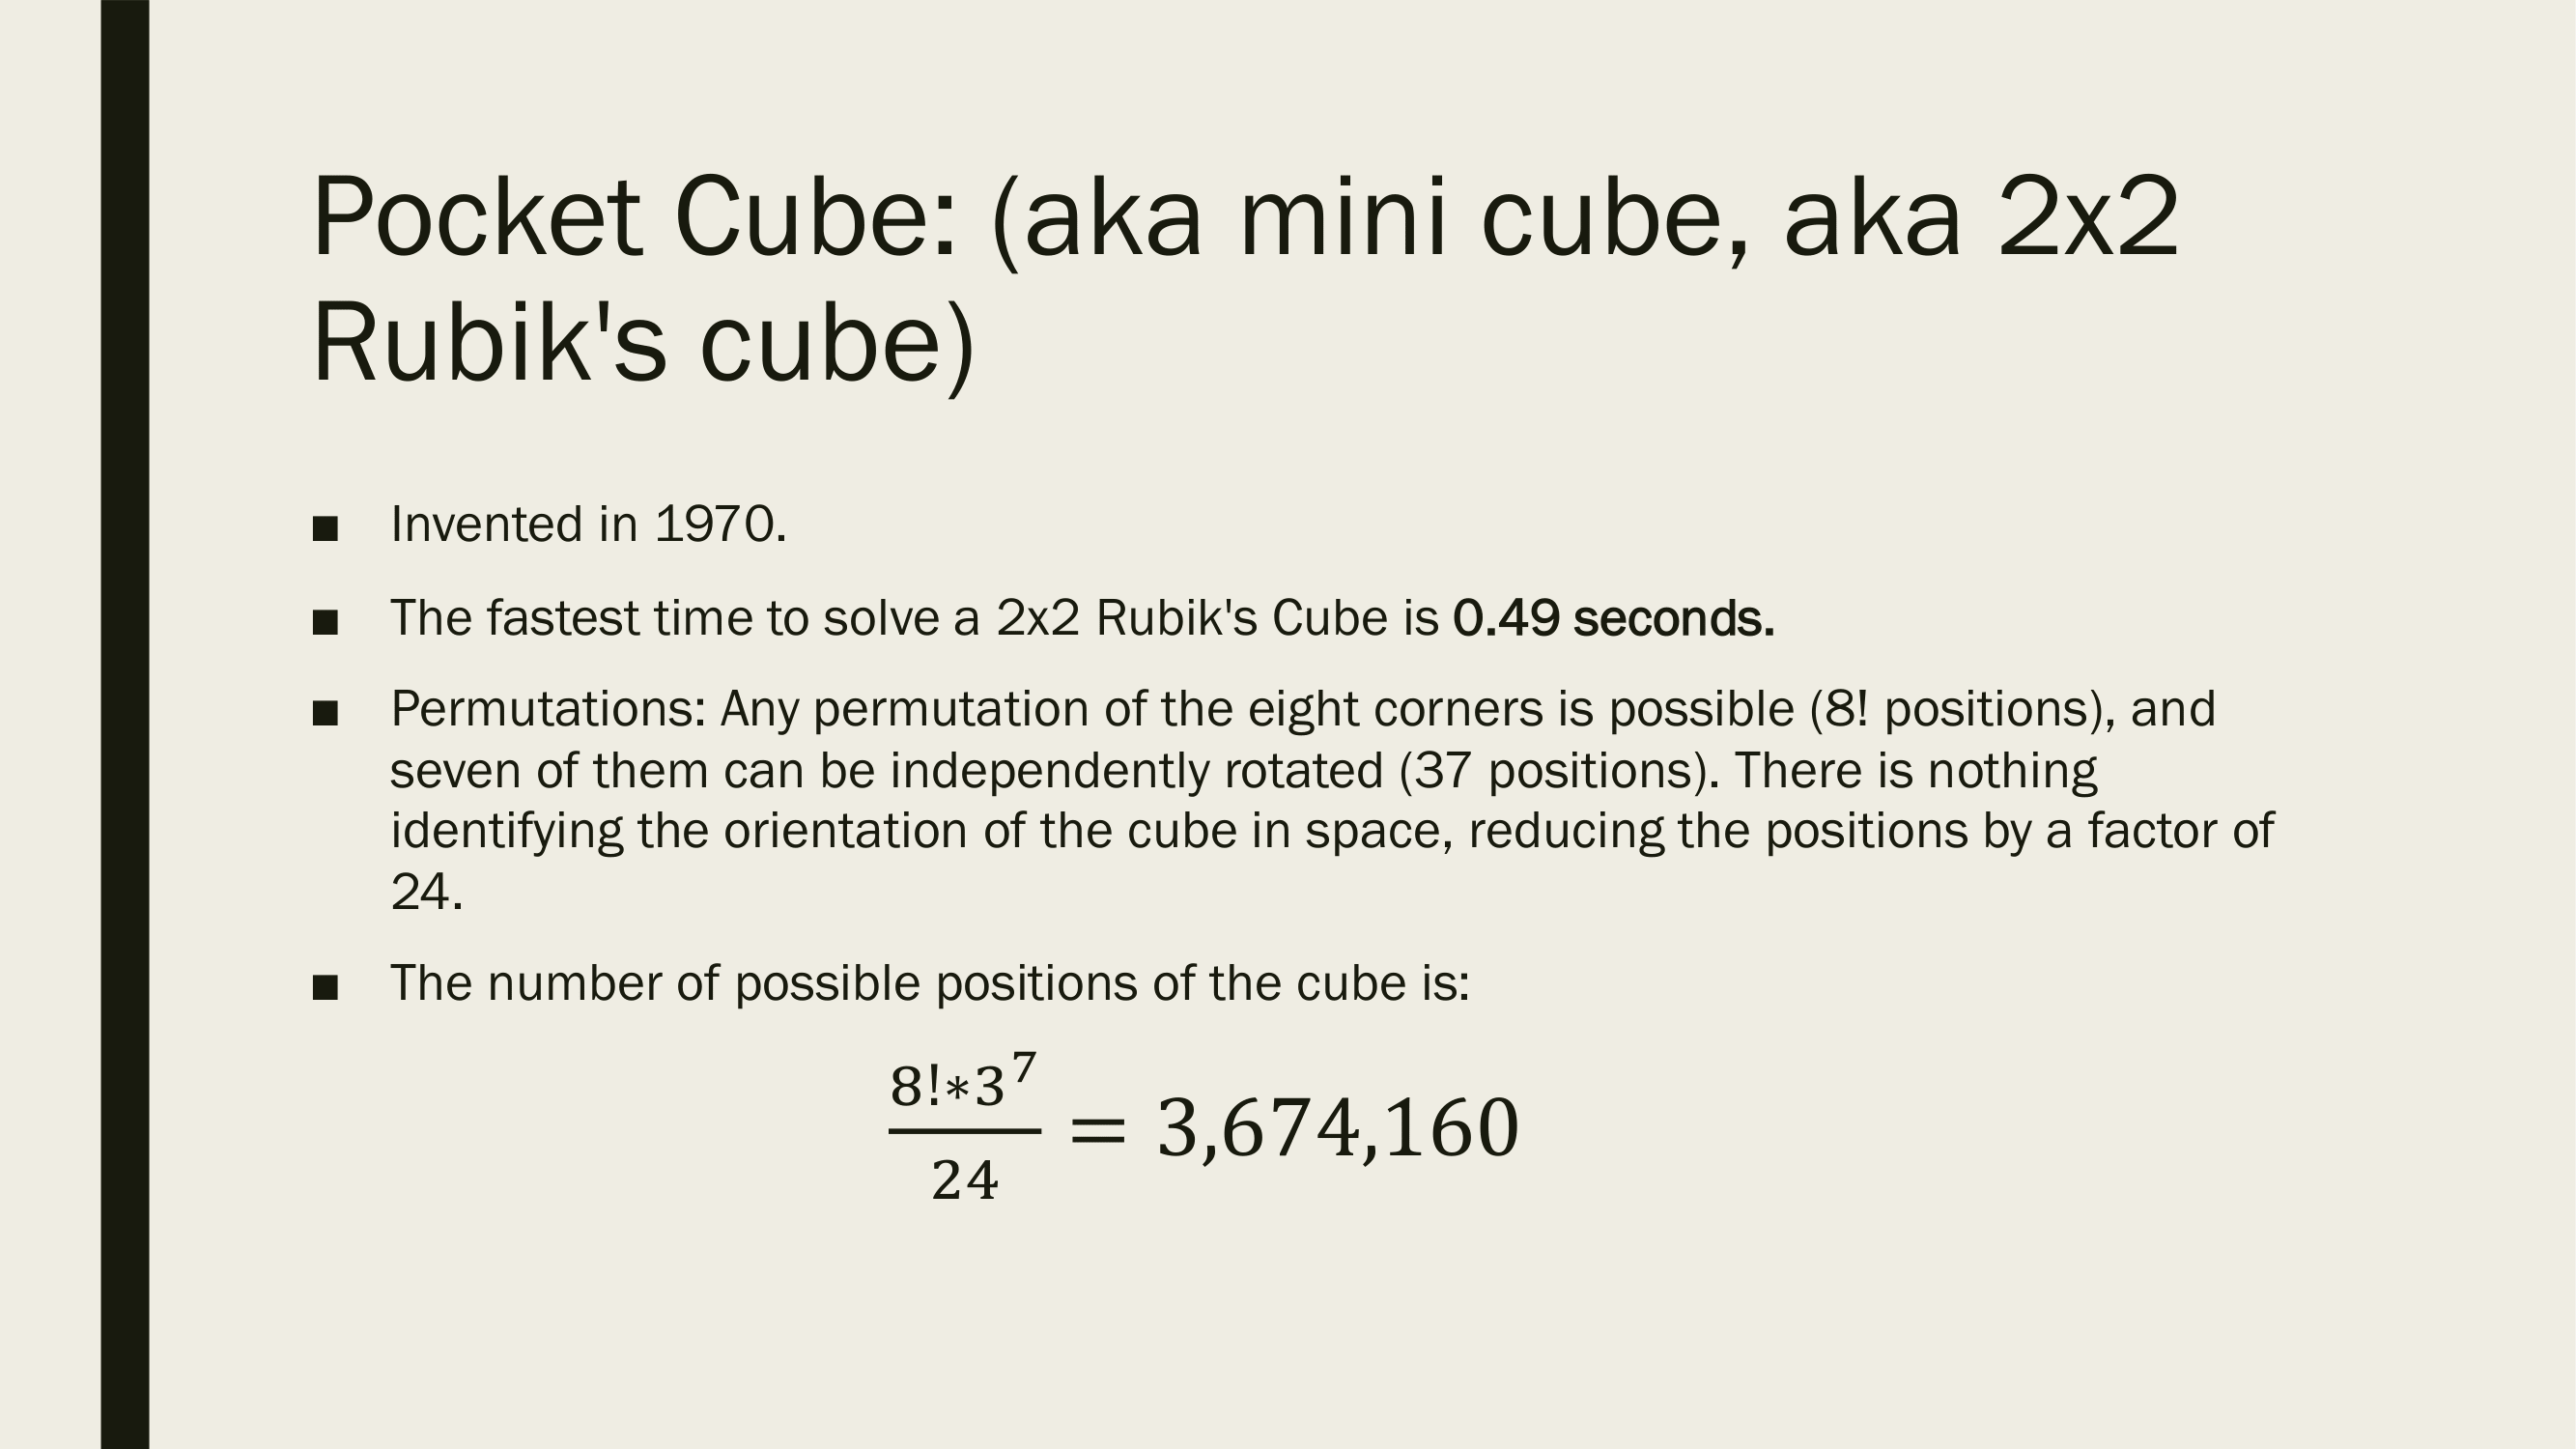 Pocket Cube: (aka mini cube, aka 2x2
Rubik's cube)
■ Invented in 1970.
■ The fastest time to solve a 2x2 Rubik's Cube is 0.49 seconds.
■ Permutations: Any permutation of the eight corners is possible (8! positions), and
seven of them can be independently rotated (37 positions). There is nothing
identifying the orientation of the cube in space, reducing the positions by a factor of
24.
■ The number of possible positions of the cube is:
8!∗3⁷
24
= 3,674,160